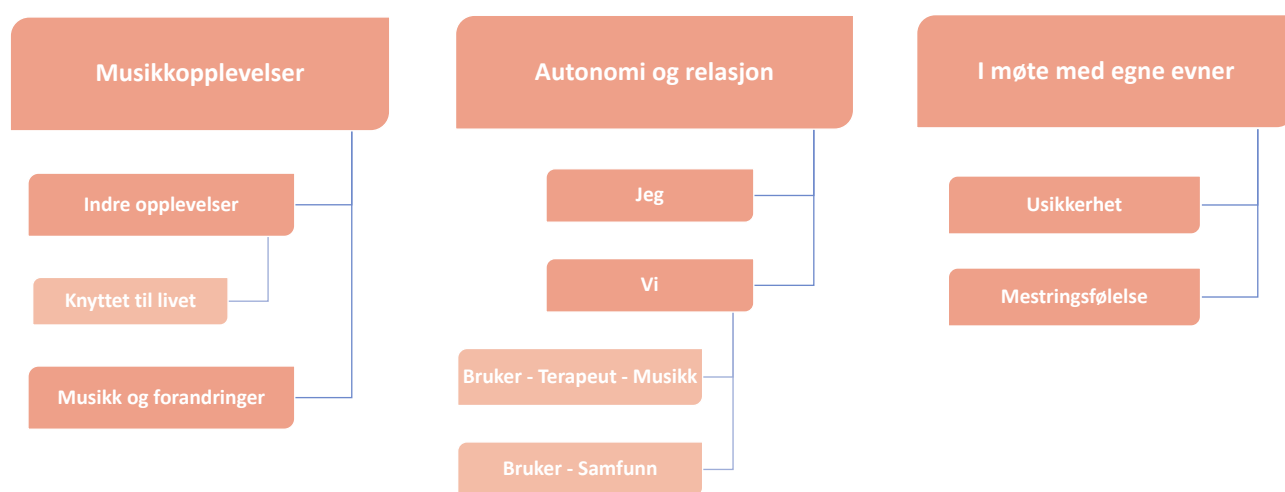 Musikkopplevelser
Indre opplevelser
Knyttet til livet
Musikk og forandringer
Autonomi og relasjon
Jeg
Vi
Bruker - Terapeut - Musikk
Bruker - Samfunn
I møte med egne evner
Usikkerhet
Mestringsfølelse